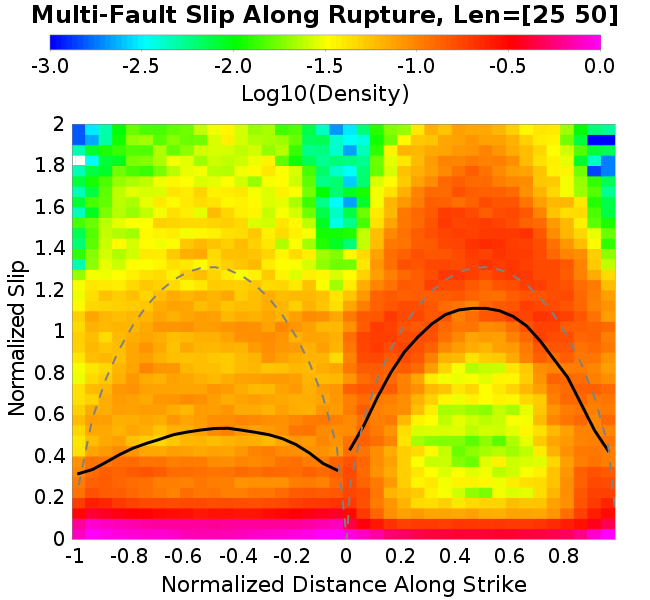 Multi-Fault Slip Along Rupture, Len=[25 50]
-3.0 -2.5 -2.0 -1.5 -1.0 -0.5 0.0
Log10(Density)
2
1.8
1.6
1.4
1.2
1
0.8
0.6
0.4
0.2
0
Normalized Slip
-1 -0.8 -0.6 -0.4 -0.2 0 0.2 0.4 0.6 0.8
Normalized Distance Along Strike